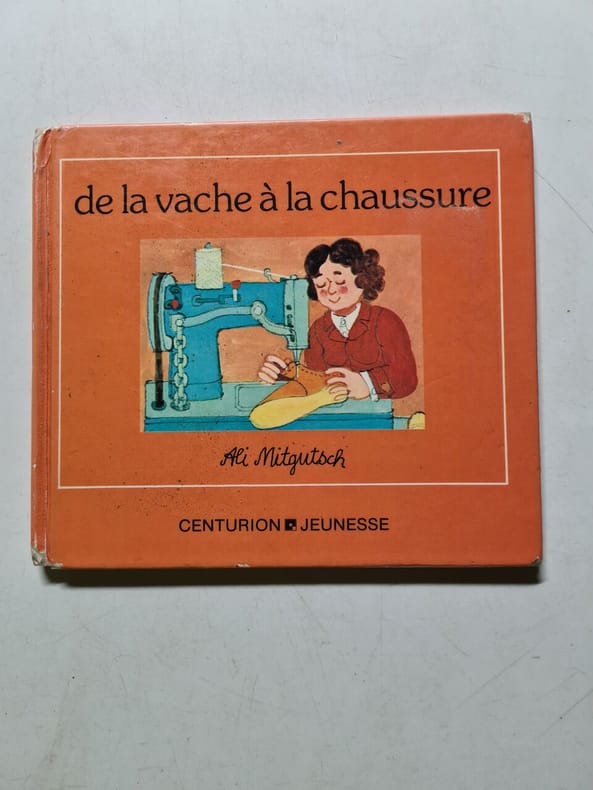 de la vache à la chaussure
Ali Mitgutsch
CENTURION JEUNESSE